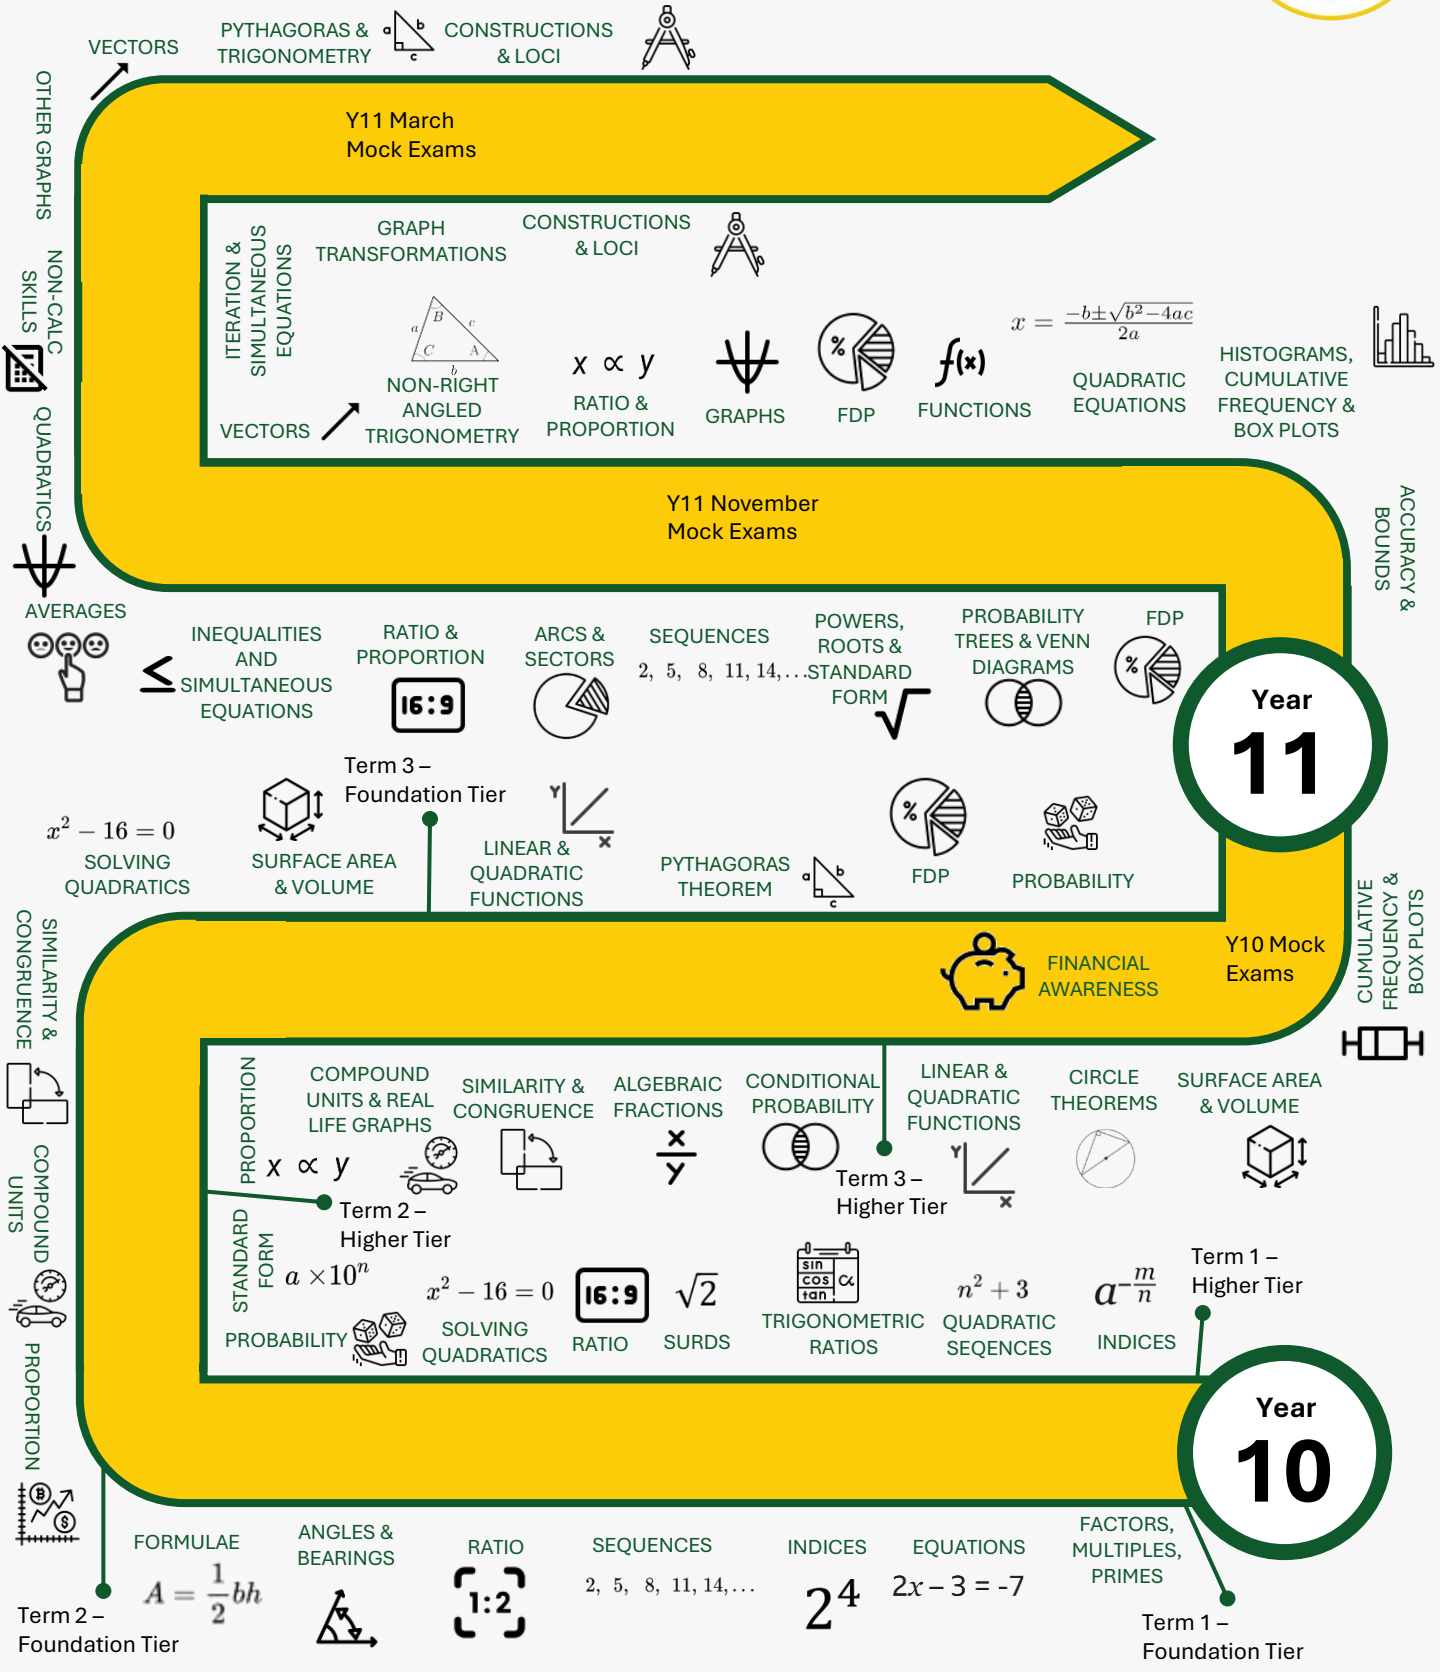 VECTORS
PYTHAGORAS &
TRIGONOMETRY
a
b
c
CONSTRUCTIONS
& LOCI
OTHER GRAPHS
Y11 March
Mock Exams
NON-CALC
SKILLS
ITERATION &
SIMULTANEOUS
EQUATIONS
GRAPH
TRANSFORMATIONS
CONSTRUCTIONS
& LOCI
a
B
c
C
A
b
VECTORS
NON-RIGHT
ANGLED
TRIGONOMETRY
x ∝ y
RATIO &
PROPORTION
GRAPHS
%
FDP
f(x)
FUNCTIONS
x = −b±√b²−4ac / 2a
QUADRATIC
EQUATIONS
HISTOGRAMS,
CUMULATIVE
FREQUENCY &
BOX PLOTS
QUADRATICS
Y11 November
Mock Exams
ACCURACY &
BOUNDS
AVERAGES
≤
INEQUALITIES
AND
SIMULTANEOUS
EQUATIONS
RATIO &
PROPORTION
16:9
ARCS &
SECTORS
SEQUENCES
2, 5, 8, 11, 14, . . .
POWERS,
ROOTS &
STANDARD
FORM
√
PROBABILITY
TREES & VENN
DIAGRAMS
FDP
%
Year
11
x² − 16 = 0
SOLVING
QUADRATICS
SURFACE AREA
& VOLUME
Term 3 –
Foundation Tier
Y
X
LINEAR &
QUADRATIC
FUNCTIONS
PYTHAGORAS
THEOREM
a
b
c
%
FDP
PROBABILITY
SIMILARITY &
CONGRUENCE
FINANCIAL
AWARENESS
Y10 Mock
Exams
CUMULATIVE
FREQUENCY &
BOX PLOTS
PROPORTION
x ∝ y
COMPOUND
UNITS & REAL
LIFE GRAPHS
SIMILARITY &
CONGRUENCE
ALGEBRAIC
FRACTIONS
X
Y
CONDITIONAL
PROBABILITY
Term 3 –
Higher Tier
LINEAR &
QUADRATIC
FUNCTIONS
Y
X
CIRCLE
THEOREMS
SURFACE AREA
& VOLUME
COMPOUND
UNITS
Term 2 –
Higher Tier
STANDARD
FORM
a ×10ⁿ
PROBABILITY
x² − 16 = 0
SOLVING
QUADRATICS
16:9
RATIO
√2
SURDS
sin
cos
tan
α
TRIGONOMETRIC
RATIOS
n² + 3
QUADRATIC
SEQENCES
a^−m/n
INDICES
Term 1 –
Higher Tier
PROPORTION
Year
10
Term 2 –
Foundation Tier
FORMULAE
A = 1/2 bh
ANGLES &
BEARINGS
RATIO
1:2
SEQUENCES
2, 5, 8, 11, 14, . . .
INDICES
2⁴
EQUATIONS
2x – 3 = -7
FACTORS,
MULTIPLES,
PRIMES
Term 1 –
Foundation Tier